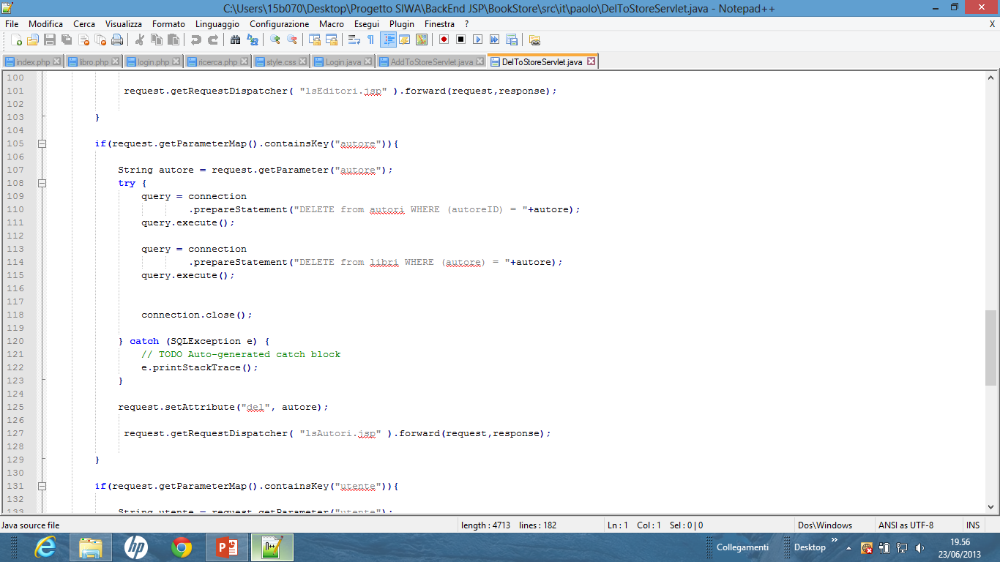 C:\Users\15b070\Desktop\Progetto SIWA\BackEnd JSP\BookStore\src\it\paolo\DelToStoreServlet.java - Notepad++
File Modifica Cerca Visualizza Formato Linguaggio Configurazione Macro Esegui Plugin Finestra ? X
index.php libro.php login.php ricerca.php style.css Login.java AddToStoreServlet.java DelToStoreServlet.java
100
101 request.getRequestDispatcher( "lsEditori.jsp" ).forward(request,response);
102
103 }
104
105 if(request.getParameterMap().containsKey("autore")){
106
107 String autore = request.getParameter("autore");
108 try {
109 query = connection
110 .prepareStatement("DELETE from autori WHERE (autoreID) = "+autore);
111 query.execute();
112
113 query = connection
114 .prepareStatement("DELETE from libri WHERE (autore) = "+autore);
115 query.execute();
116
117
118 connection.close();
119
120 } catch (SQLException e) {
121 // TODO Auto-generated catch block
122 e.printStackTrace();
123 }
124
125 request.setAttribute("del", autore);
126
127 request.getRequestDispatcher( "lsAutori.jsp" ).forward(request,response);
128
129 }
130
131 if(request.getParameterMap().containsKey("utente")){
132
133 String utente = request.getParameter("utente");
Java source file length : 4713 lines : 182 Ln : 1 Col : 1 Sel : 0 | 0 Dos\Windows ANSI as UTF-8 INS
Collegamenti Desktop » 19.56
23/06/2013